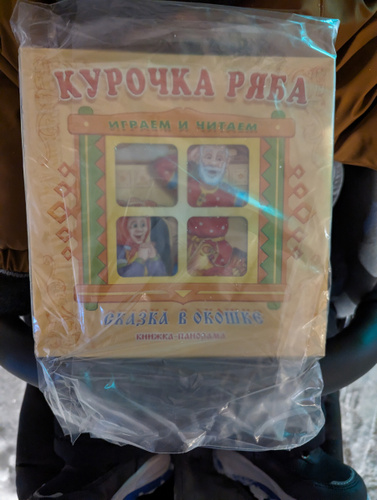 КУРОЧКА РЯБА
ИГРАЕМ И ЧИТАЕМ
СКАЗКА В ОКОШКЕ
КНИЖКА-ПАНОРАМА